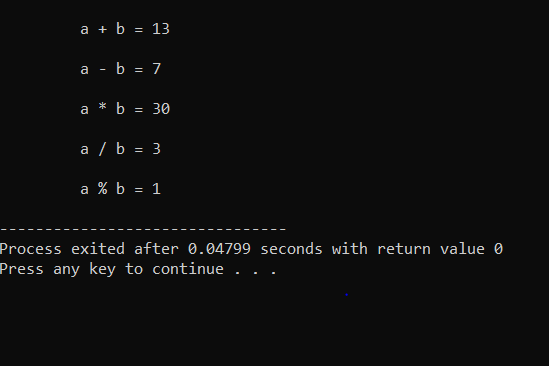 a + b = 13
a - b = 7
a * b = 30
a / b = 3
a % b = 1
--------------------------------
Process exited after 0.04799 seconds with return value 0
Press any key to continue . . .